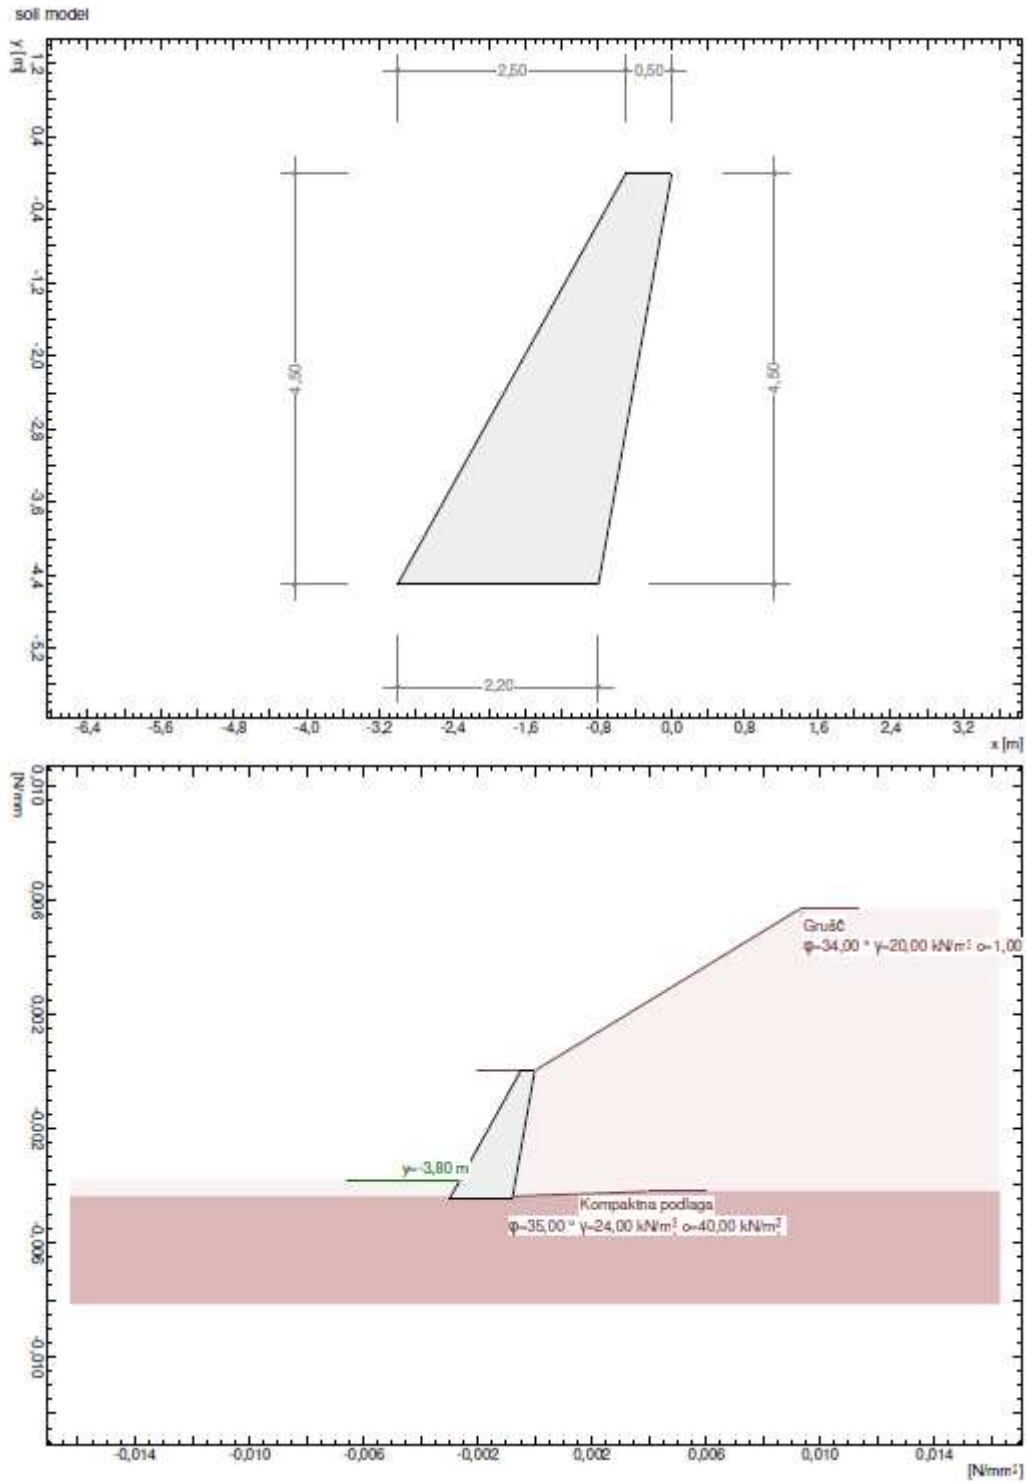 soil model
y [m]
1,2
0,4
-0,4
-1,2
-2,0
-2,8
-3,6
-4,4
-5,2
2,50
0,50
4,50
4,50
2,20
-6,4 -5,6 -4,8 -4,0 -3,2 -2,4 -1,6 -0,8 0,0 0,8 1,6 2,4 3,2
x [m]
[N/mm
0,010
0,006
0,002
-0,002
-0,006
-0,010
Grušč
φ=34,00 ° γ=20,00 kN/m³ c=1,00
y=-3,80 m
Kompaktna podlaga
φ=35,00 ° γ=24,00 kN/m³ c=40,00 kN/m²
-0,014 -0,010 -0,006 -0,002 0,002 0,006 0,010 0,014
[N/mm²]